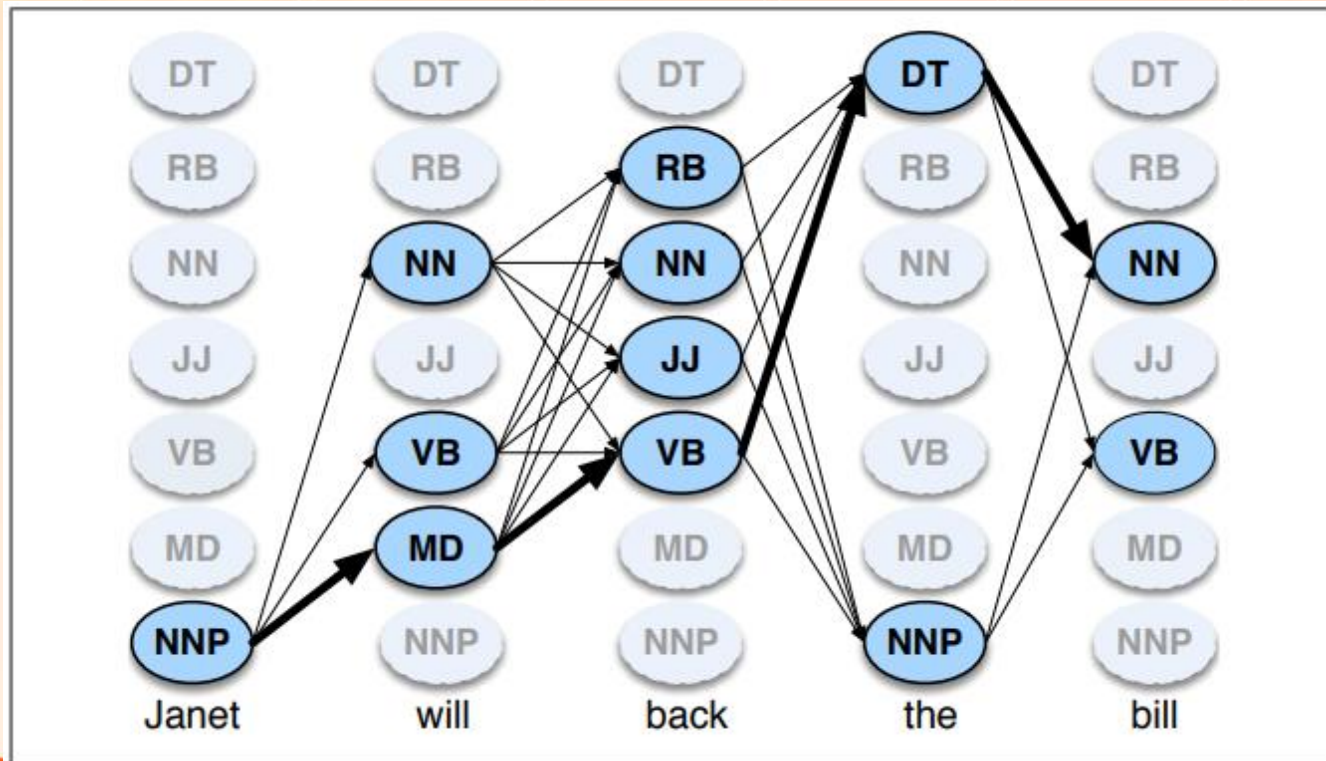 DT DT DT DT DT
RB RB RB RB RB
NN NN NN NN NN
JJ JJ JJ JJ JJ
VB VB VB VB VB
MD MD MD MD MD
NNP NNP NNP NNP NNP
Janet will back the bill